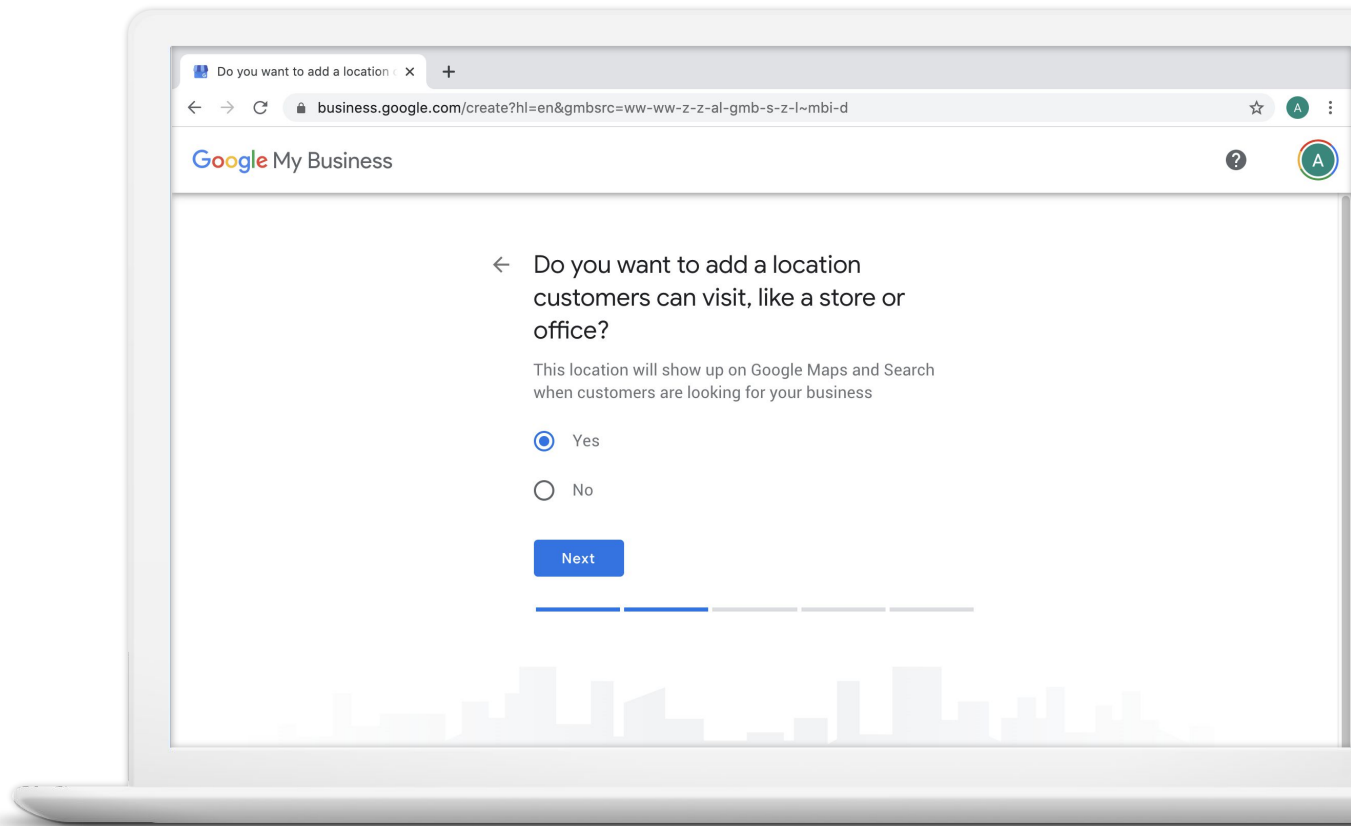 Do you want to add a location
business.google.com/create?hl=en&gmbsrc=ww-ww-z-z-al-gmb-s-z-l~mbi-d
A
Google My Business
?
A
Do you want to add a location
customers can visit, like a store or
office?
This location will show up on Google Maps and Search
when customers are looking for your business
Yes
No
Next